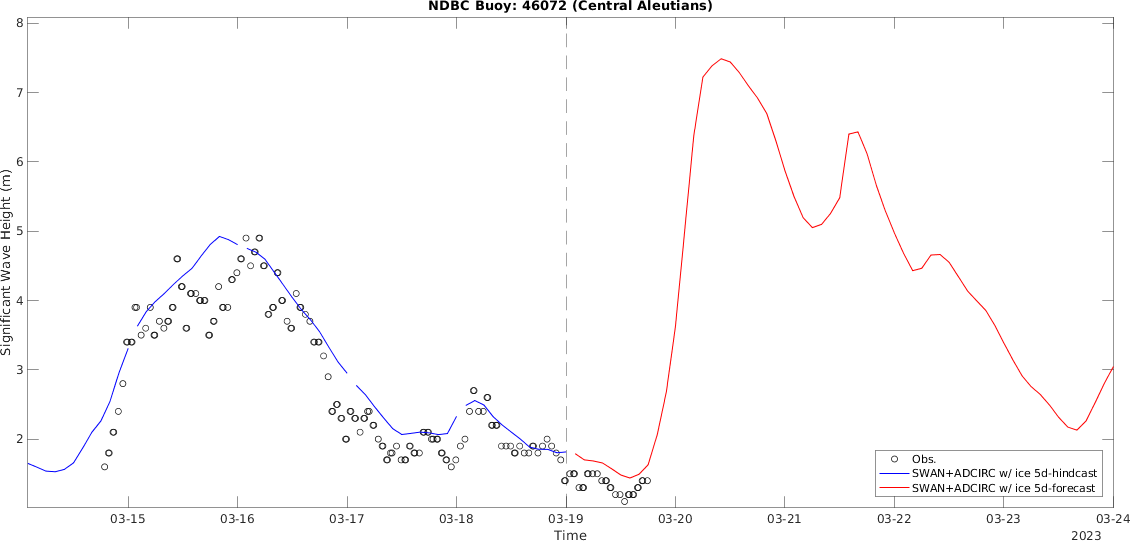 NDBC Buoy: 46072 (Central Aleutians)
Significant Wave Height (m)
8
7
6
5
4
3
2
Obs.
SWAN+ADCIRC w/ ice 5d-hindcast
SWAN+ADCIRC w/ ice 5d-forecast
03-15 03-16 03-17 03-18 03-19 03-20 03-21 03-22 03-23 03-24
Time
2023